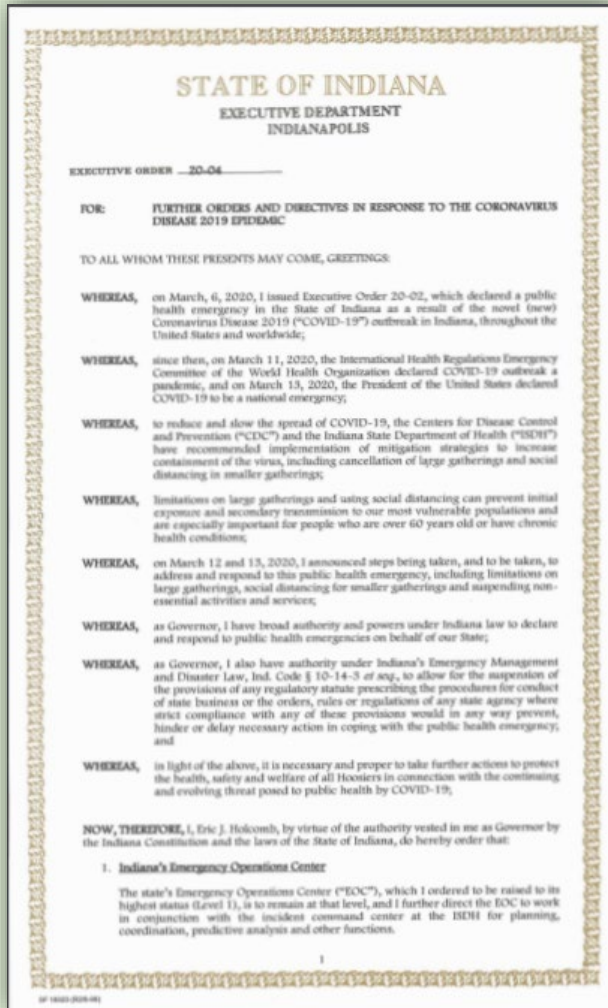 STATE OF INDIANA
EXECUTIVE DEPARTMENT
INDIANAPOLIS
EXECUTIVE ORDER 20-04
FOR: FURTHER ORDERS AND DIRECTIVES IN RESPONSE TO THE CORONAVIRUS
DISEASE 2019 EPIDEMIC
TO ALL WHOM THESE PRESENTS MAY COME, GREETINGS:
WHEREAS, on March, 6, 2020, I issued Executive Order 20-02, which declared a public
health emergency in the State of Indiana as a result of the novel (new)
Coronavirus Disease 2019 ("COVID-19") outbreak in Indiana, throughout the
United States and worldwide;
WHEREAS, since then, on March 11, 2020, the International Health Regulations Emergency
Committee of the World Health Organization declared COVID-19 outbreak a
pandemic, and on March 13, 2020, the President of the United States declared
COVID-19 to be a national emergency;
WHEREAS, to reduce and slow the spread of COVID-19, the Centers for Disease Control
and Prevention ("CDC") and the Indiana State Department of Health ("ISDH")
have recommended implementation of mitigation strategies to increase
containment of the virus, including cancellation of large gatherings and social
distancing in smaller gatherings;
WHEREAS, limitations on large gatherings and using social distancing can prevent initial
exposure and secondary transmission to our most vulnerable populations and
are especially important for people who are over 60 years old or have chronic
health conditions;
WHEREAS, on March 12 and 13, 2020, I announced steps being taken, and to be taken, to
address and respond to this public health emergency, including limitations on
large gatherings, social distancing for smaller gatherings and suspending non-
essential activities and services;
WHEREAS, as Governor, I have broad authority and powers under Indiana law to declare
and respond to public health emergencies on behalf of our State;
WHEREAS, as Governor, I also have authority under Indiana's Emergency Management
and Disaster Law, Ind. Code § 10-14-3 et seq., to allow for the suspension of
the provisions of any regulatory statute prescribing the procedures for conduct
of state business or the orders, rules or regulations of any state agency where
strict compliance with any of these provisions would in any way prevent,
hinder or delay necessary action in coping with the public health emergency;
and
WHEREAS, in light of the above, it is necessary and proper to take further actions to protect
the health, safety and welfare of all Hoosiers in connection with the continuing
and evolving threat posed to public health by COVID-19;
NOW, THEREFORE, I, Eric J. Holcomb, by virtue of the authority vested in me as Governor by
the Indiana Constitution and the laws of the State of Indiana, do hereby order that:
1. Indiana's Emergency Operations Center
The state's Emergency Operations Center ("EOC"), which I ordered to be raised to its
highest status (Level 1), is to remain at that level, and I further direct the EOC to work
in conjunction with the incident command center at the ISDH for planning,
coordination, predictive analysis and other functions.
1